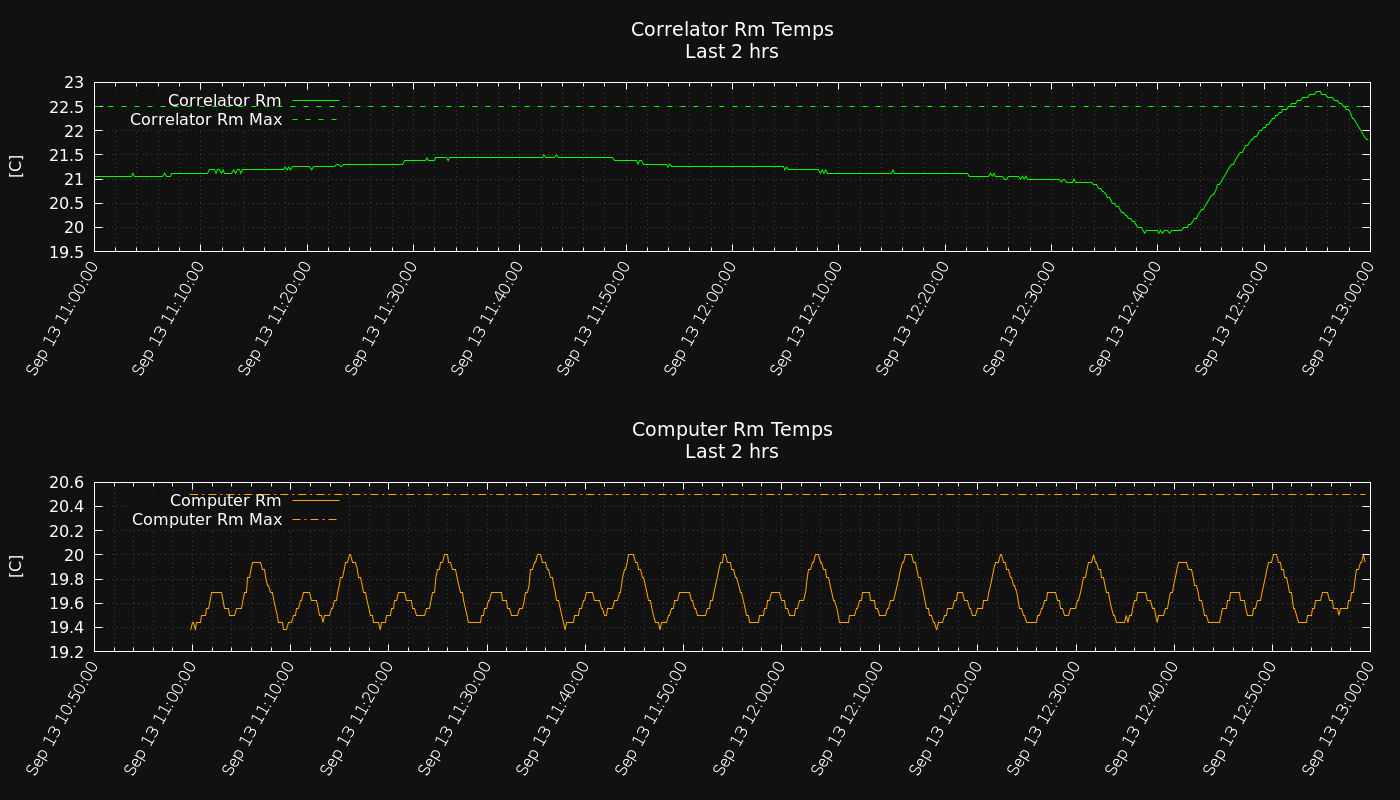 Correlator Rm Temps
Last 2 hrs
23
22.5
22
21.5
21
20.5
20
19.5
[C]
Correlator Rm
Correlator Rm Max
Sep 13 11:00:00
Sep 13 11:10:00
Sep 13 11:20:00
Sep 13 11:30:00
Sep 13 11:40:00
Sep 13 11:50:00
Sep 13 12:00:00
Sep 13 12:10:00
Sep 13 12:20:00
Sep 13 12:30:00
Sep 13 12:40:00
Sep 13 12:50:00
Sep 13 13:00:00
Computer Rm Temps
Last 2 hrs
20.6
20.4
20.2
20
19.8
19.6
19.4
19.2
[C]
Computer Rm
Computer Rm Max
Sep 13 10:50:00
Sep 13 11:00:00
Sep 13 11:10:00
Sep 13 11:20:00
Sep 13 11:30:00
Sep 13 11:40:00
Sep 13 11:50:00
Sep 13 12:00:00
Sep 13 12:10:00
Sep 13 12:20:00
Sep 13 12:30:00
Sep 13 12:40:00
Sep 13 12:50:00
Sep 13 13:00:00